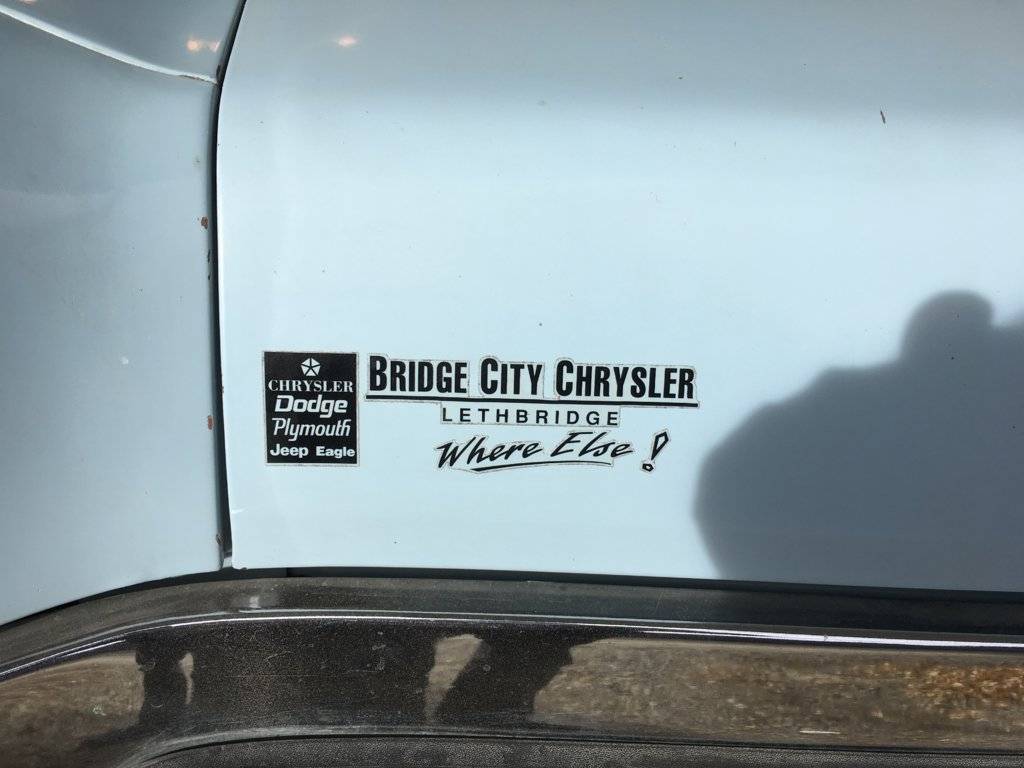 CHRYSLER
Dodge
Plymouth
Jeep Eagle
BRIDGE CITY CHRYSLER
LETHBRIDGE
Where Else!